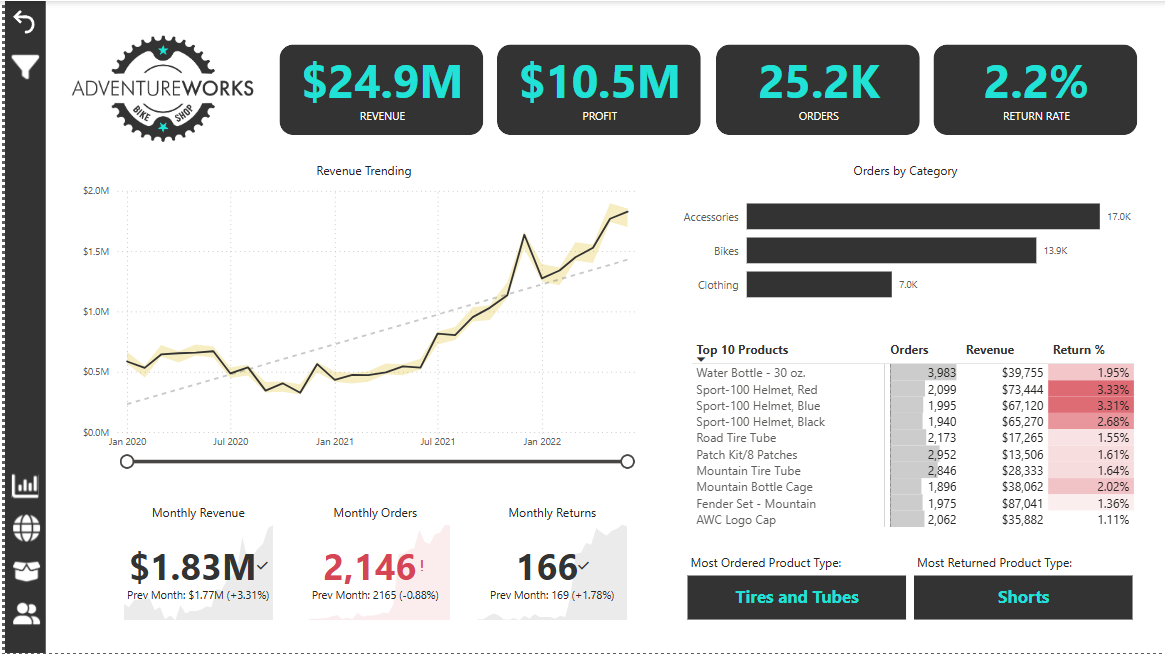 ADVENTUREWORKS
BIKE SHOP
$24.9M
REVENUE
$10.5M
PROFIT
25.2K
ORDERS
2.2%
RETURN RATE
Revenue Trending
$2.0M
$1.5M
$1.0M
$0.5M
$0.0M
Jan 2020 Jul 2020 Jan 2021 Jul 2021 Jan 2022
Orders by Category
Accessories 17.0K
Bikes 13.9K
Clothing 7.0K
Top 10 Products Orders Revenue Return %
Water Bottle - 30 oz. 3,983 $39,755 1.95%
Sport-100 Helmet, Red 2,099 $73,444 3.33%
Sport-100 Helmet, Blue 1,995 $67,120 3.31%
Sport-100 Helmet, Black 1,940 $65,270 2.68%
Road Tire Tube 2,173 $17,265 1.55%
Patch Kit/8 Patches 2,952 $13,506 1.61%
Mountain Tire Tube 2,846 $28,333 1.64%
Mountain Bottle Cage 1,896 $38,062 2.02%
Fender Set - Mountain 1,975 $87,041 1.36%
AWC Logo Cap 2,062 $35,882 1.11%
Monthly Revenue
$1.83M
Prev Month: $1.77M (+3.31%)
Monthly Orders
2,146!
Prev Month: 2165 (-0.88%)
Monthly Returns
166
Prev Month: 169 (+1.78%)
Most Ordered Product Type:
Tires and Tubes
Most Returned Product Type:
Shorts